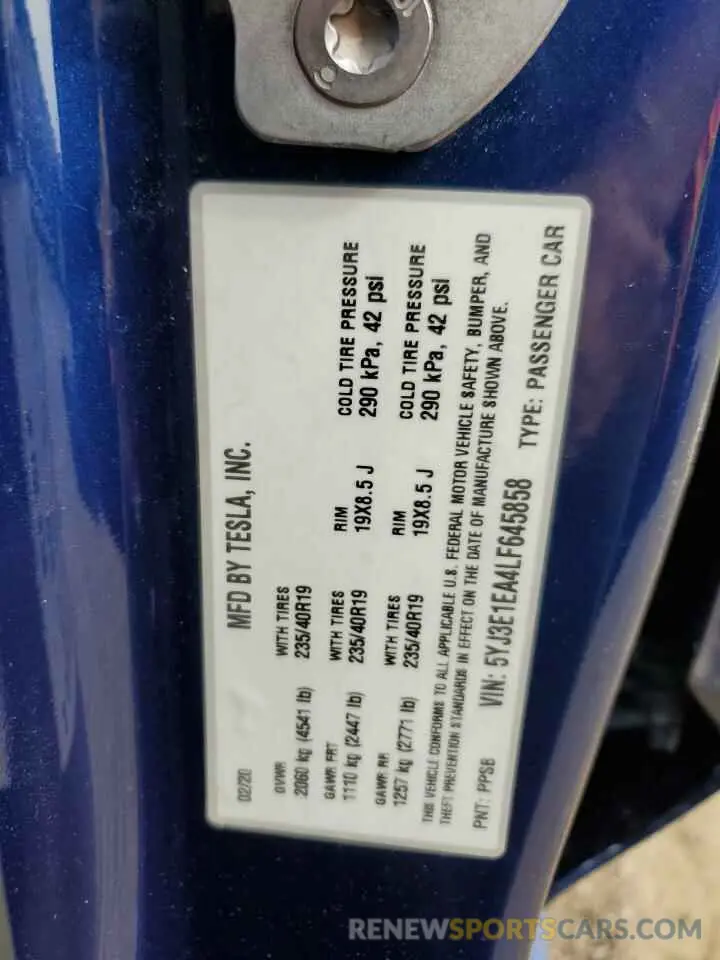 MFD BY TESLA, INC.
02/20
GVWR WITH TIRES
2060 kg (4541 lb) 235/40R19
GAWR FRT WITH TIRES RIM COLD TIRE PRESSURE
1110 kg (2447 lb) 235/40R19 19X8.5 J 290 kPa, 42 psi
GAWR RR WITH TIRES RIM COLD TIRE PRESSURE
1257 kg (2771 lb) 235/40R19 19X8.5 J 290 kPa, 42 psi
THIS VEHICLE CONFORMS TO ALL APPLICABLE U.S. FEDERAL MOTOR VEHICLE SAFETY, BUMPER, AND
THEFT PREVENTION STANDARDS IN EFFECT ON THE DATE OF MANUFACTURE SHOWN ABOVE.
PNT: PPSB VIN: 5YJ3E1EA4LF645858 TYPE: PASSENGER CAR
RENEWSPORTSCARS.COM